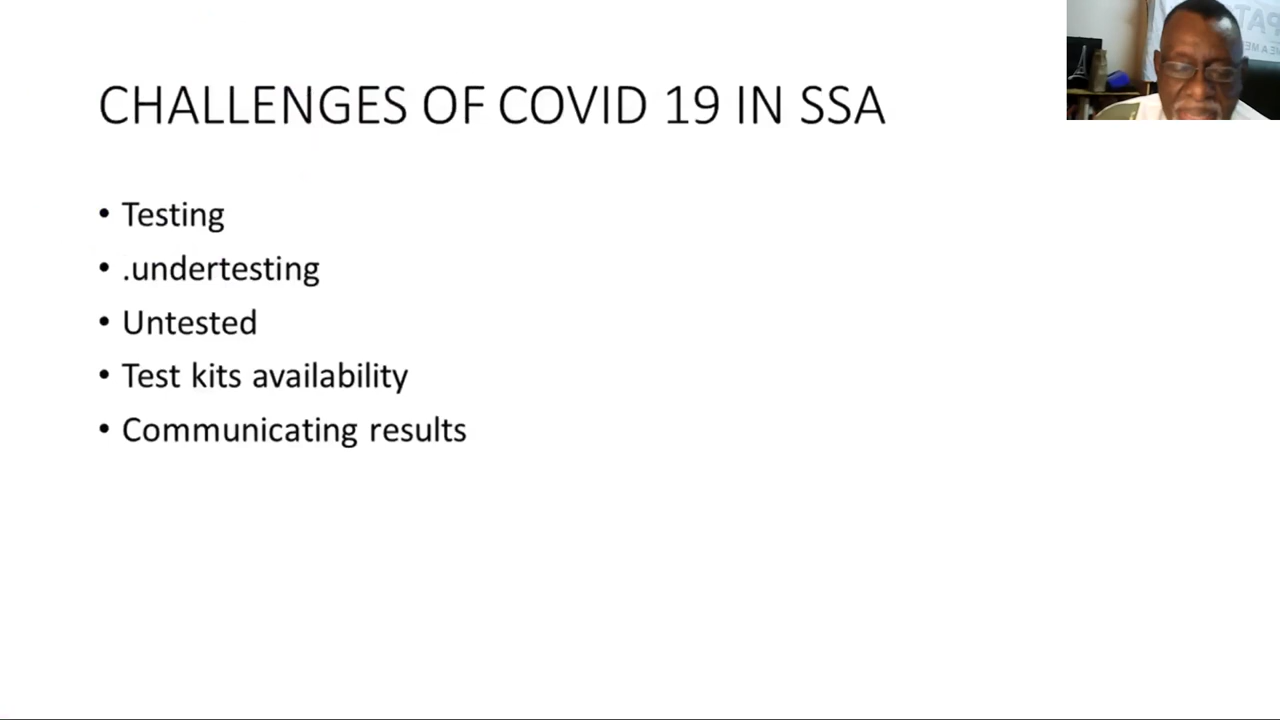 CHALLENGES OF COVID 19 IN SSA
• Testing
• .undertesting
• Untested
• Test kits availability
• Communicating results